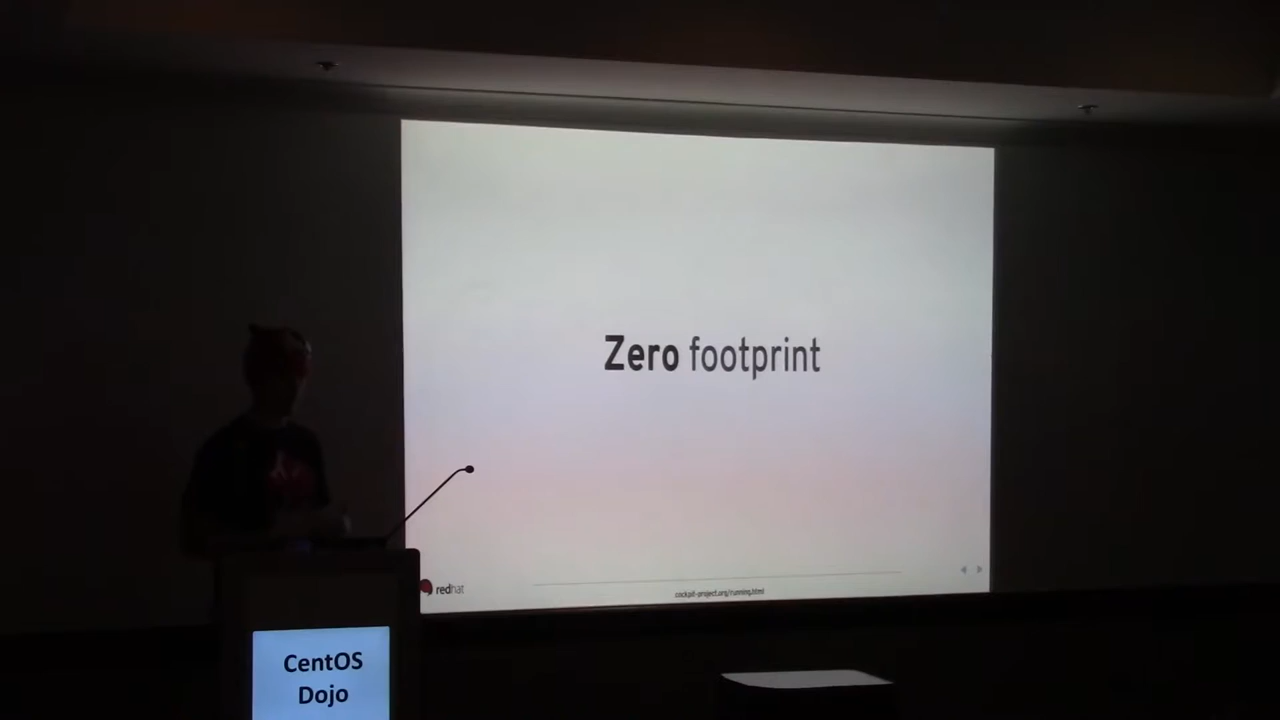 Zero footprint
redhat
cockpit-project.org/running.html
CentOS
Dojo